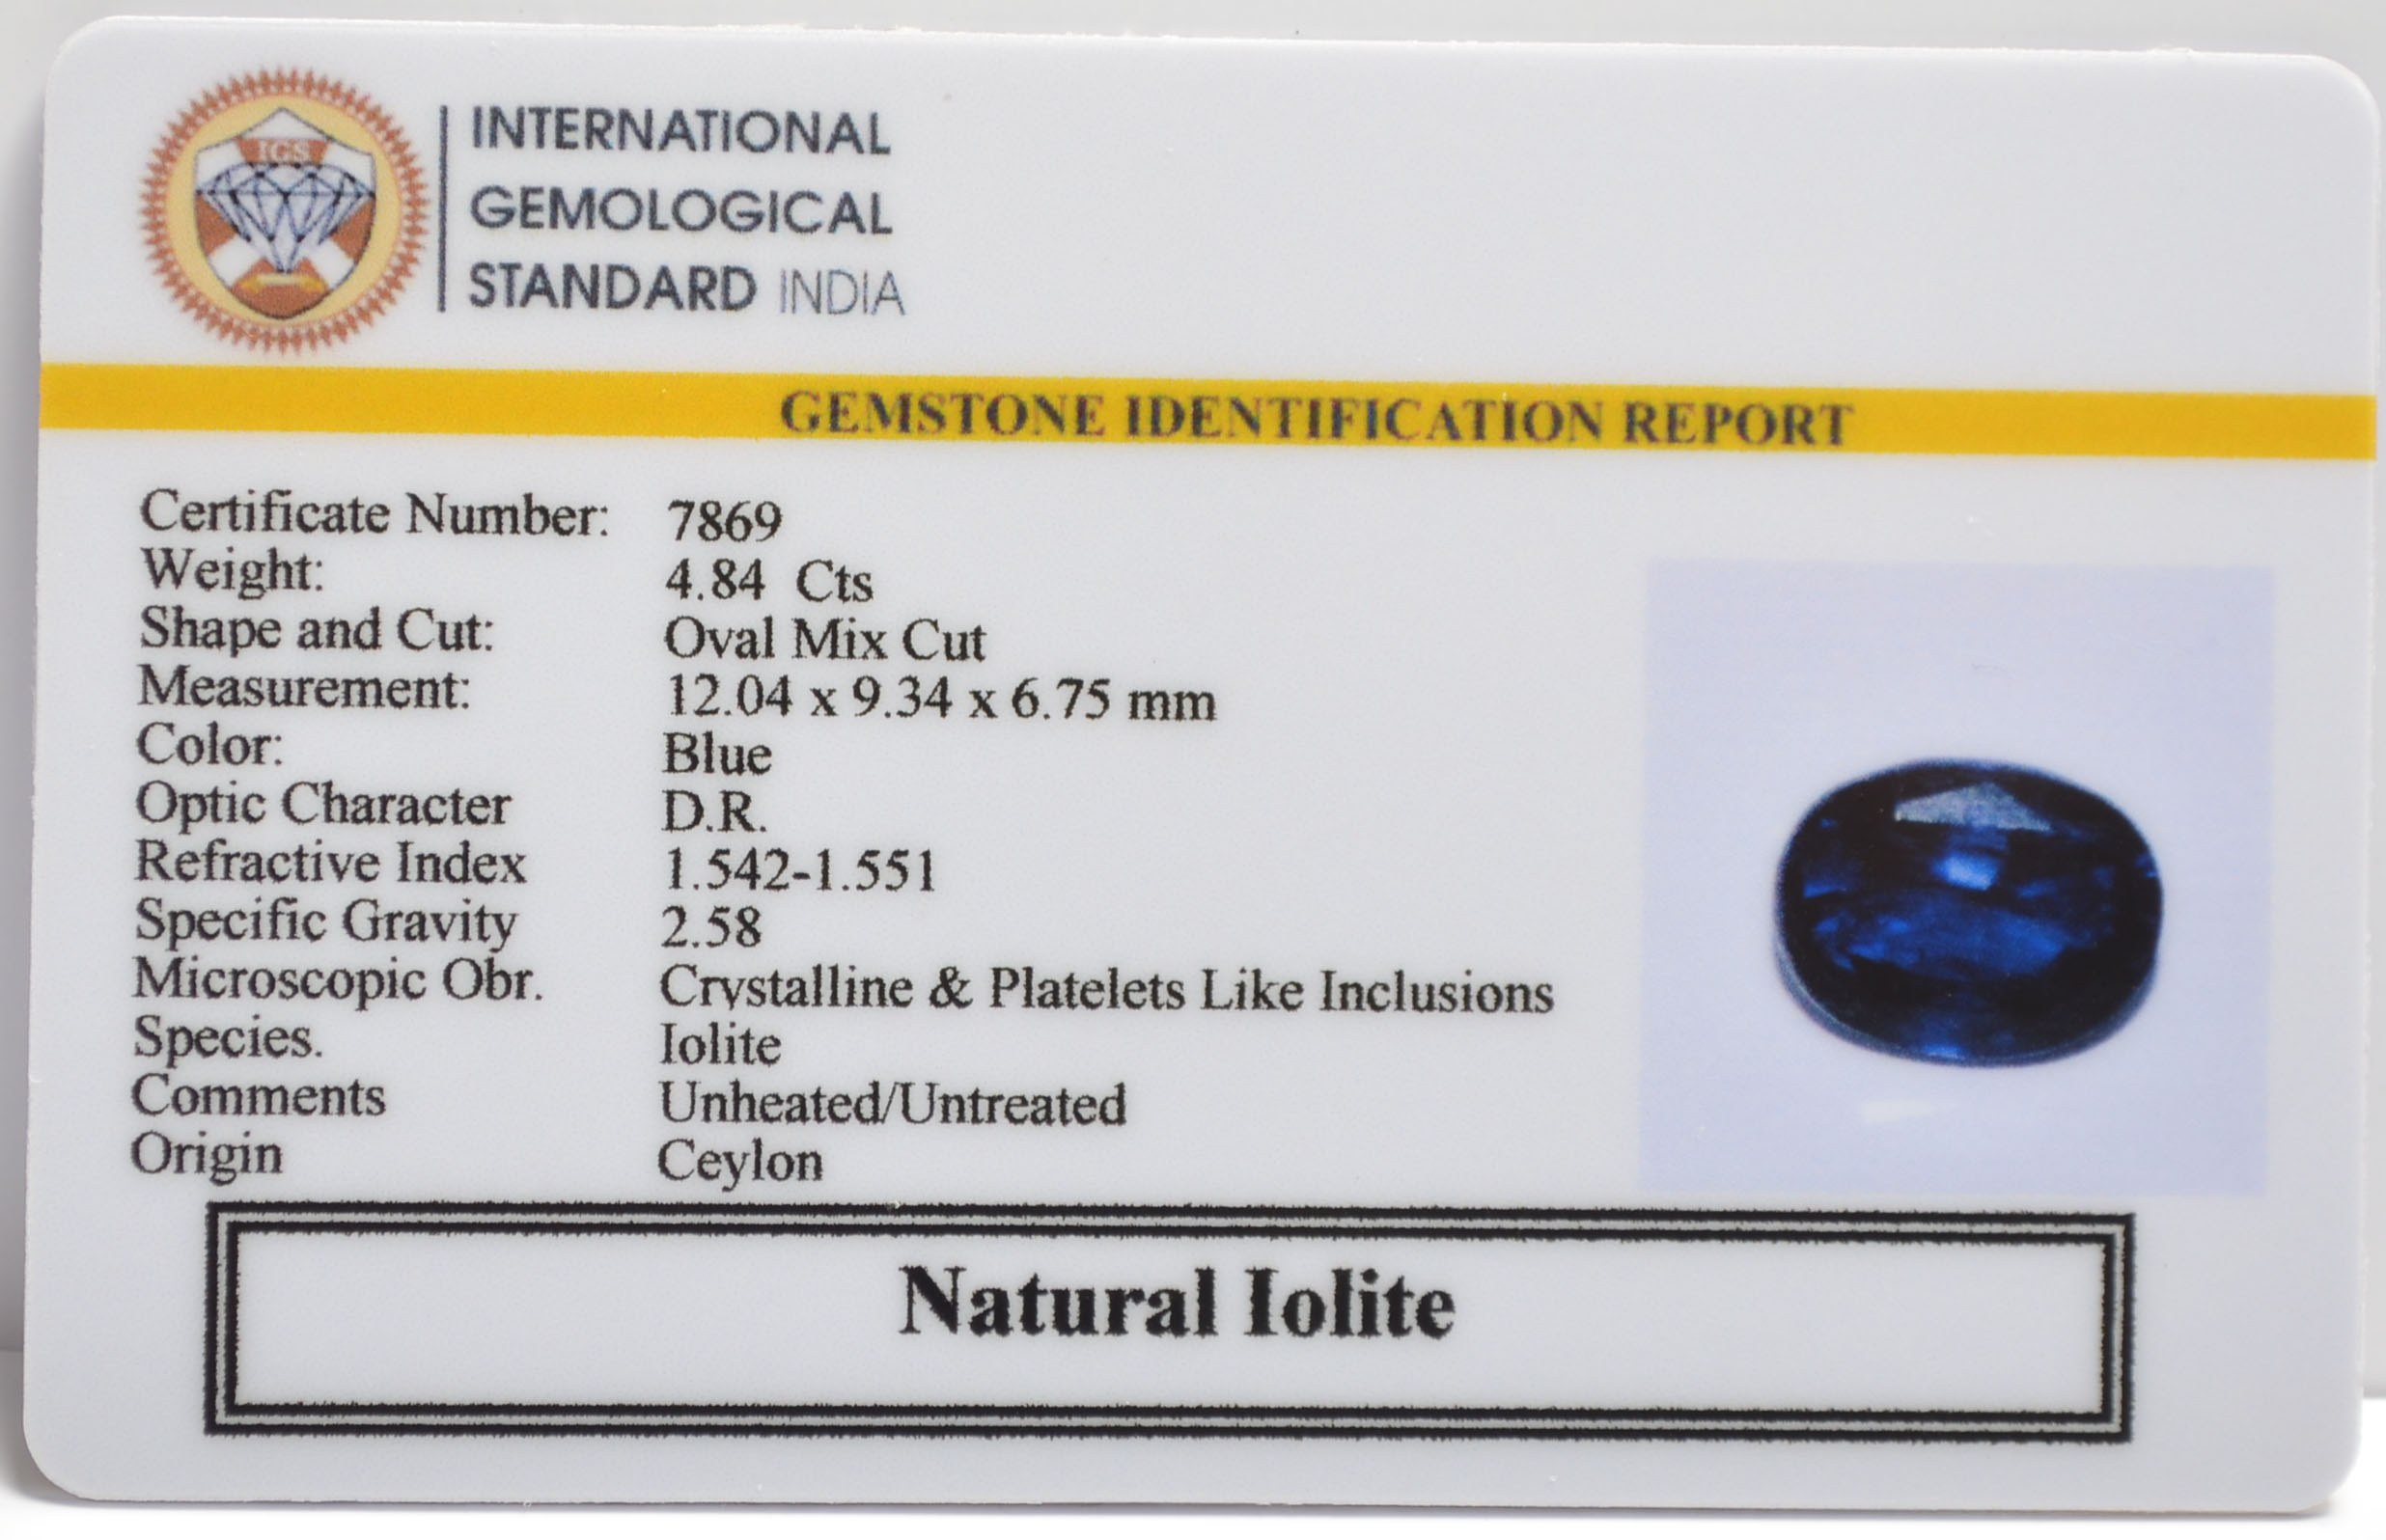 IGS
INTERNATIONAL
GEMOLOGICAL
STANDARD INDIA
GEMSTONE IDENTIFICATION REPORT
Certificate Number: 7869
Weight: 4.84 Cts
Shape and Cut: Oval Mix Cut
Measurement: 12.04 x 9.34 x 6.75 mm
Color: Blue
Optic Character D.R.
Refractive Index 1.542-1.551
Specific Gravity 2.58
Microscopic Obr. Crystalline & Platelets Like Inclusions
Species. Iolite
Comments Unheated/Untreated
Origin Ceylon
Natural Iolite